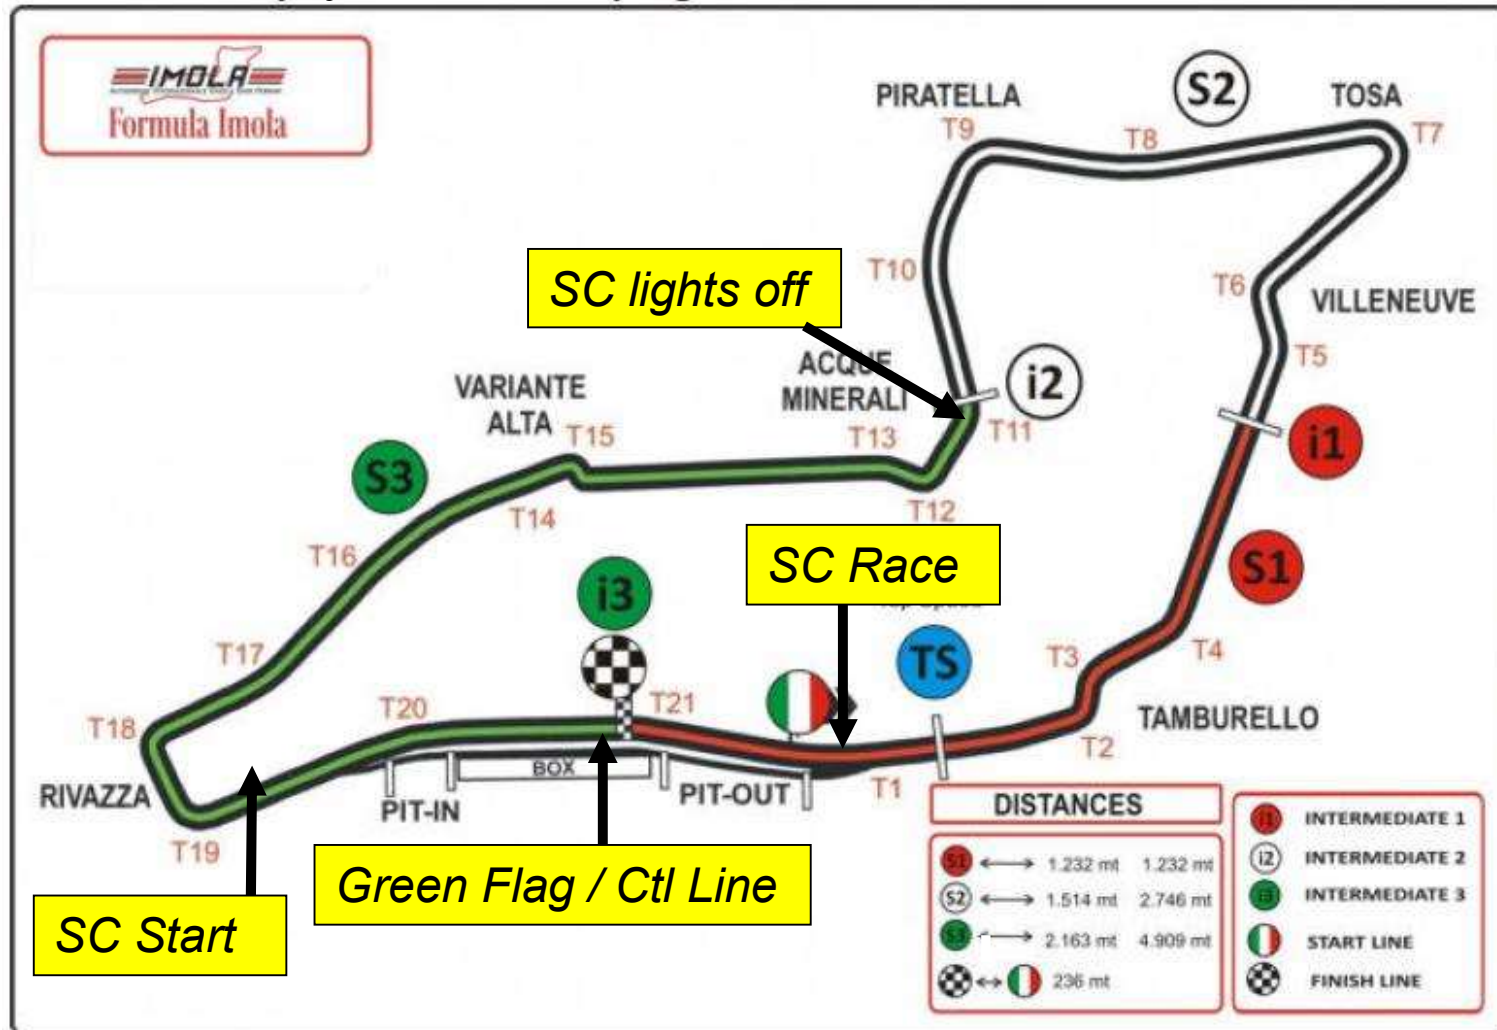 IMOLA
Formula Imola
PIRATELLA
S2
TOSA
T9
T8
T7
SC lights off
T10
T6
VILLENEUVE
T5
ACQUE
MINERALI
i2
VARIANTE
ALTA
T15
T13
T11
i1
S3
T14
T12
T16
SC Race
S1
i3
TS
T3
T4
T17
T18
T20
T21
TAMBURELLO
T2
RIVAZZA
BOX
PIT-IN
PIT-OUT
T1
T19
Green Flag / Ctl Line
SC Start
DISTANCES
S1 1.232 mt 1.232 mt
S2 1.514 mt 2.746 mt
S3 2.163 mt 4.909 mt
236 mt
i1 INTERMEDIATE 1
i2 INTERMEDIATE 2
i3 INTERMEDIATE 3
START LINE
FINISH LINE